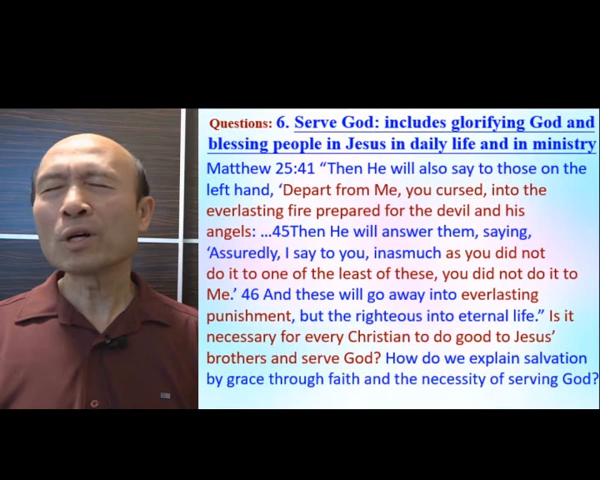 Questions: 6. Serve God: includes glorifying God and
blessing people in Jesus in daily life and in ministry
Matthew 25:41 “Then He will also say to those on the
left hand, ‘Depart from Me, you cursed, into the
everlasting fire prepared for the devil and his
angels: ...45Then He will answer them, saying,
‘Assuredly, I say to you, inasmuch as you did not
do it to one of the least of these, you did not do it to
Me.’ 46 And these will go away into everlasting
punishment, but the righteous into eternal life.” Is it
necessary for every Christian to do good to Jesus’
brothers and serve God? How do we explain salvation
by grace through faith and the necessity of serving God?